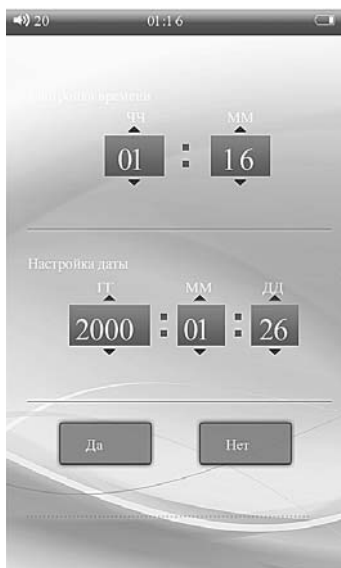 20 01:16
Настройка времени
ЧЧ ММ
01 : 16
Настройка даты
ГГ ММ ДД
2000 : 01 : 26
Да Нет